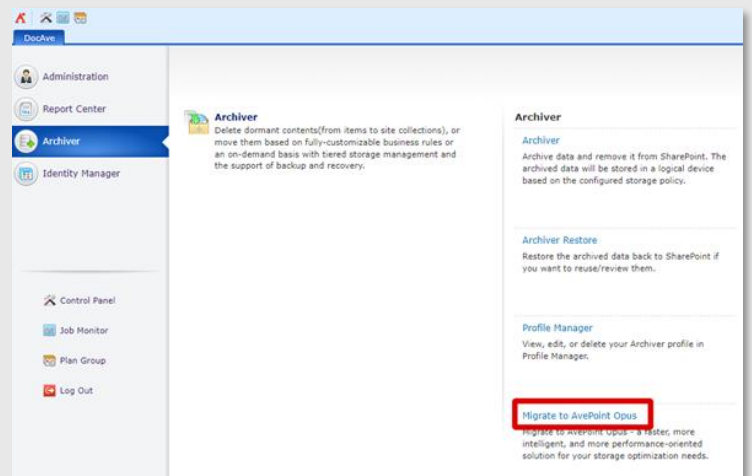 DocAve
Administration
Report Center
Archiver
Identity Manager
Control Panel
Job Monitor
Plan Group
Log Out
Archiver
Delete dormant contents(from items to site collections), or
move them based on fully-customizable business rules or
an on-demand basis with tiered storage management and
the support of backup and recovery.
Archiver
Archiver
Archive data and remove it from SharePoint. The
archived data will be stored in a logical device
based on the configured storage policy.
Archiver Restore
Restore the archived data back to SharePoint if
you want to reuse/review them.
Profile Manager
View, edit, or delete your Archiver profile in
Profile Manager.
Migrate to AvePoint Opus
Migrate to AvePoint Opus - a faster, more
intelligent, and more performance-oriented
solution for your storage optimization needs.